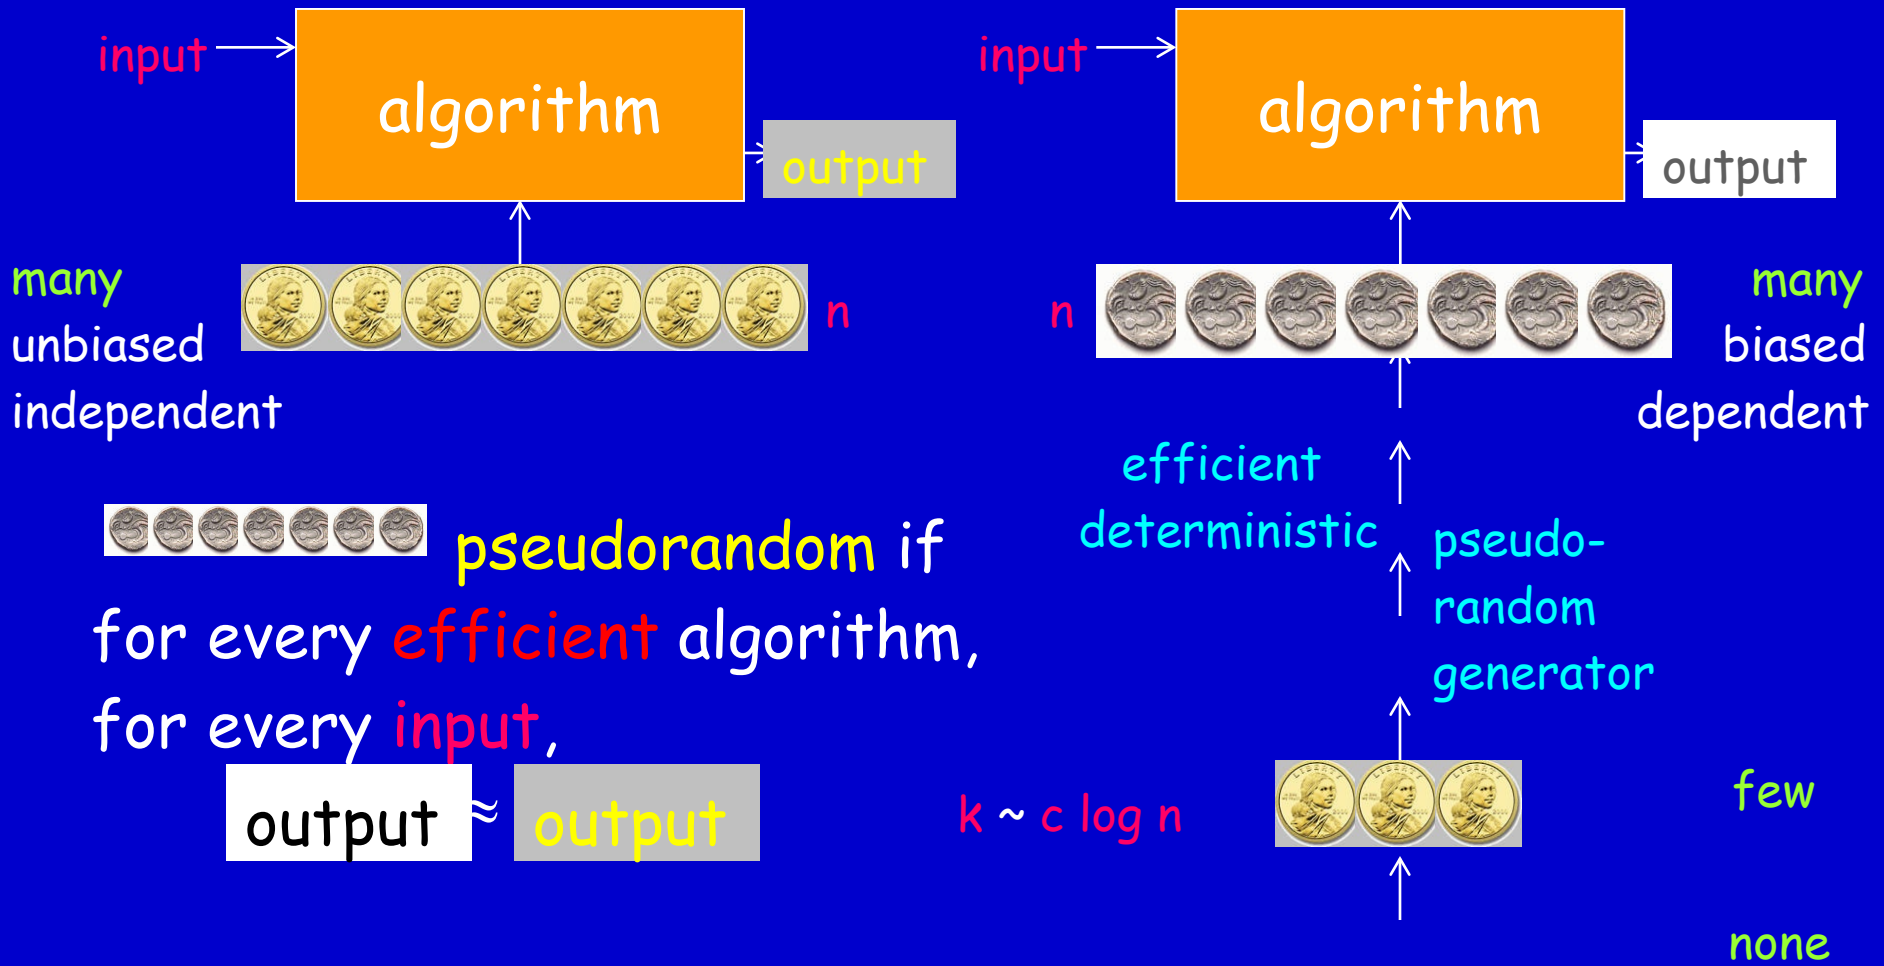 input
algorithm
output
many
unbiased
independent
n
input
algorithm
output
n
many
biased
dependent
efficient
deterministic
pseudo-
random
generator
pseudorandom if
for every efficient algorithm,
for every input,
output ≈ output
k ~ c log n
few
none